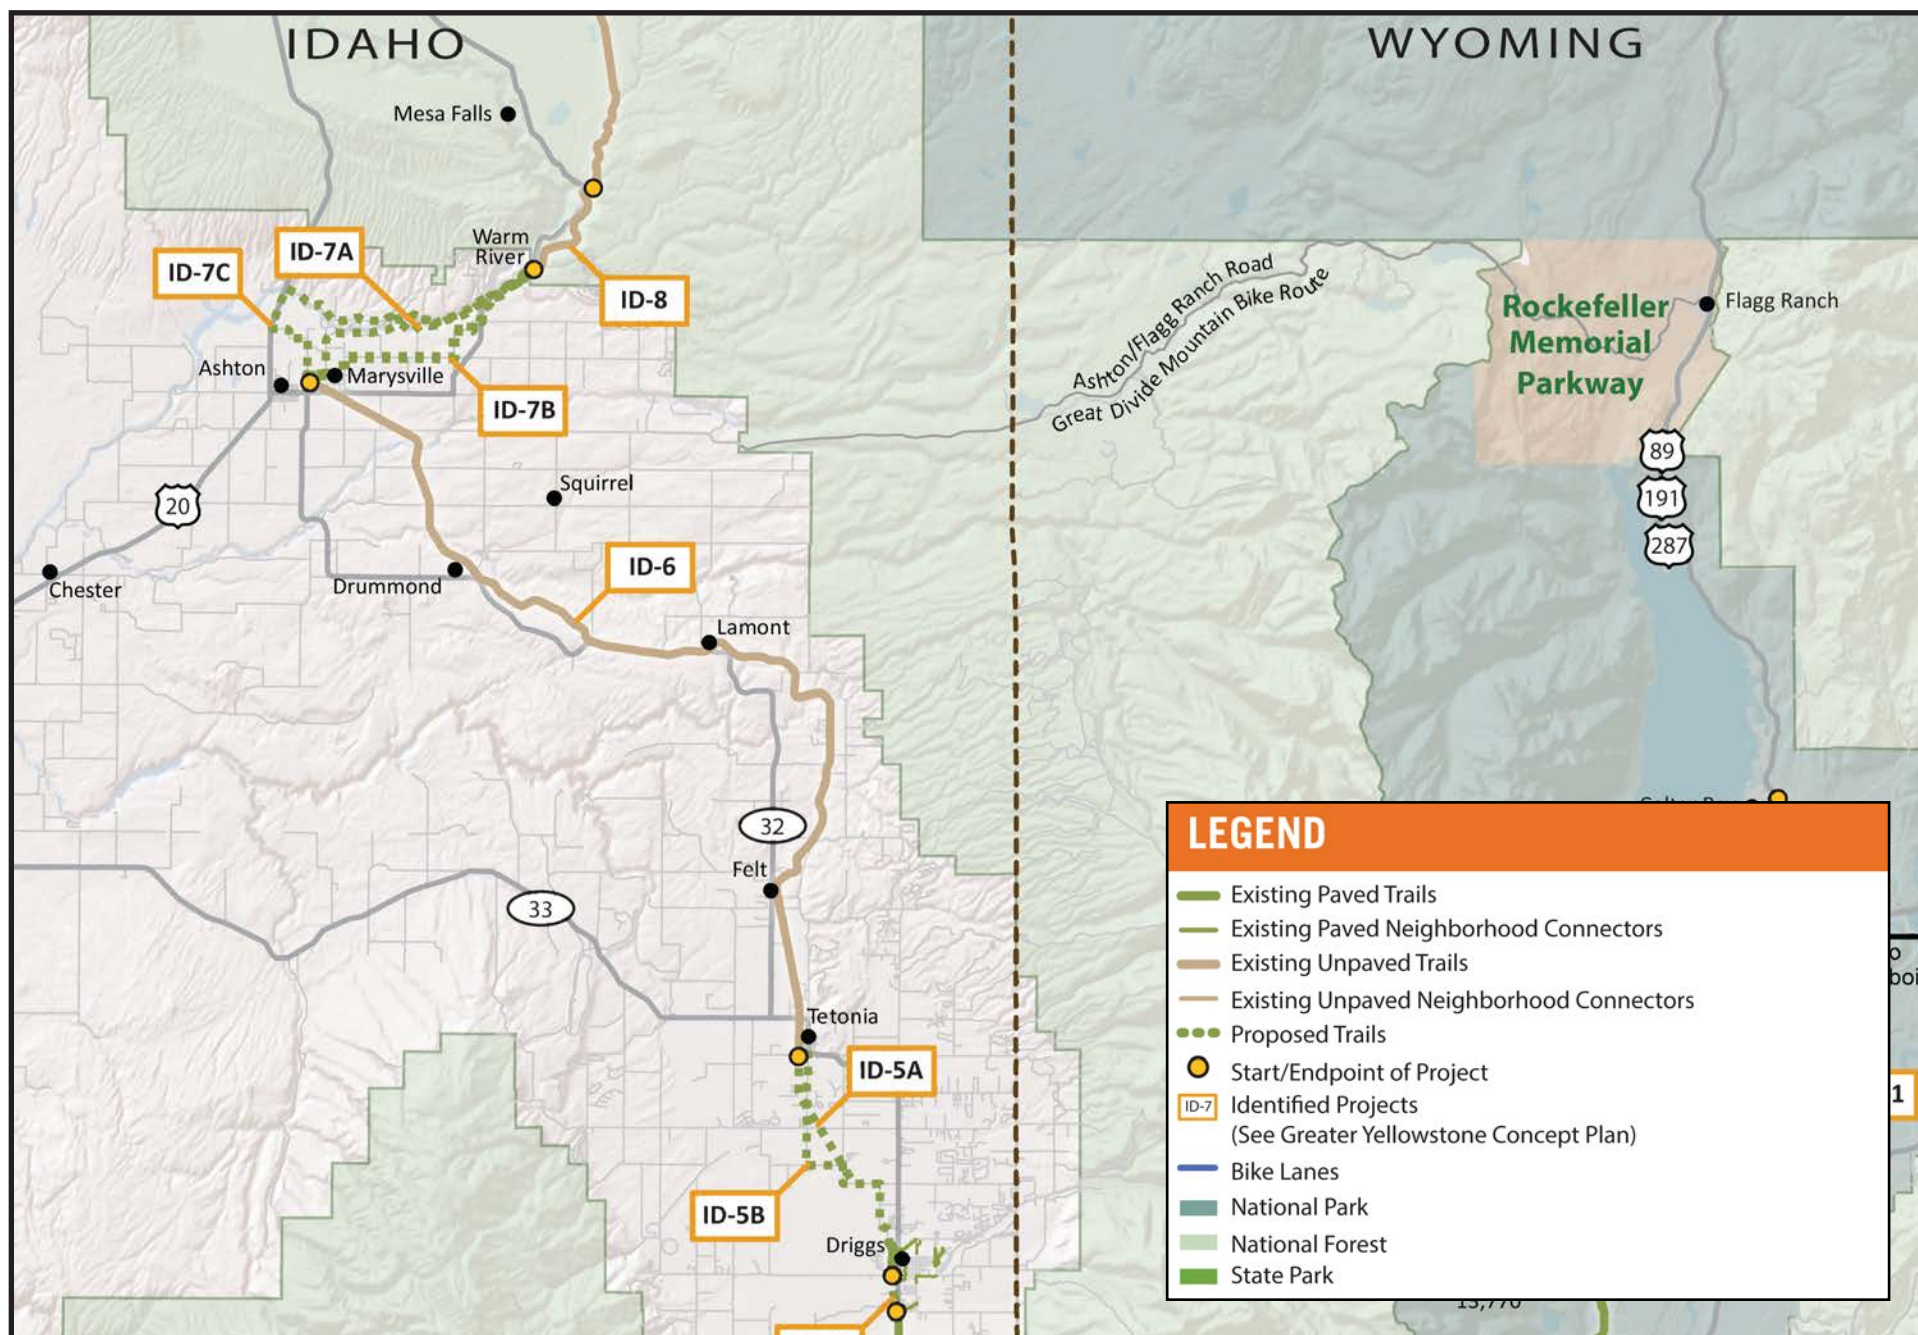 IDAHO
WYOMING
Mesa Falls
Warm
River
ID-7A
ID-7C
ID-8
Ashton/Flagg Ranch Road
Great Divide Mountain Bike Route
Rockefeller
Memorial
Parkway
Flagg Ranch
Ashton
Marysville
ID-7B
89
191
287
20
Squirrel
Chester
Drummond
ID-6
Lamont
32
Felt
33
Tetonia
ID-5A
ID-5B
Driggs
LEGEND
Existing Paved Trails
Existing Paved Neighborhood Connectors
Existing Unpaved Trails
Existing Unpaved Neighborhood Connectors
Proposed Trails
Start/Endpoint of Project
ID-7
Identified Projects
(See Greater Yellowstone Concept Plan)
Bike Lanes
National Park
National Forest
State Park
1
13,770